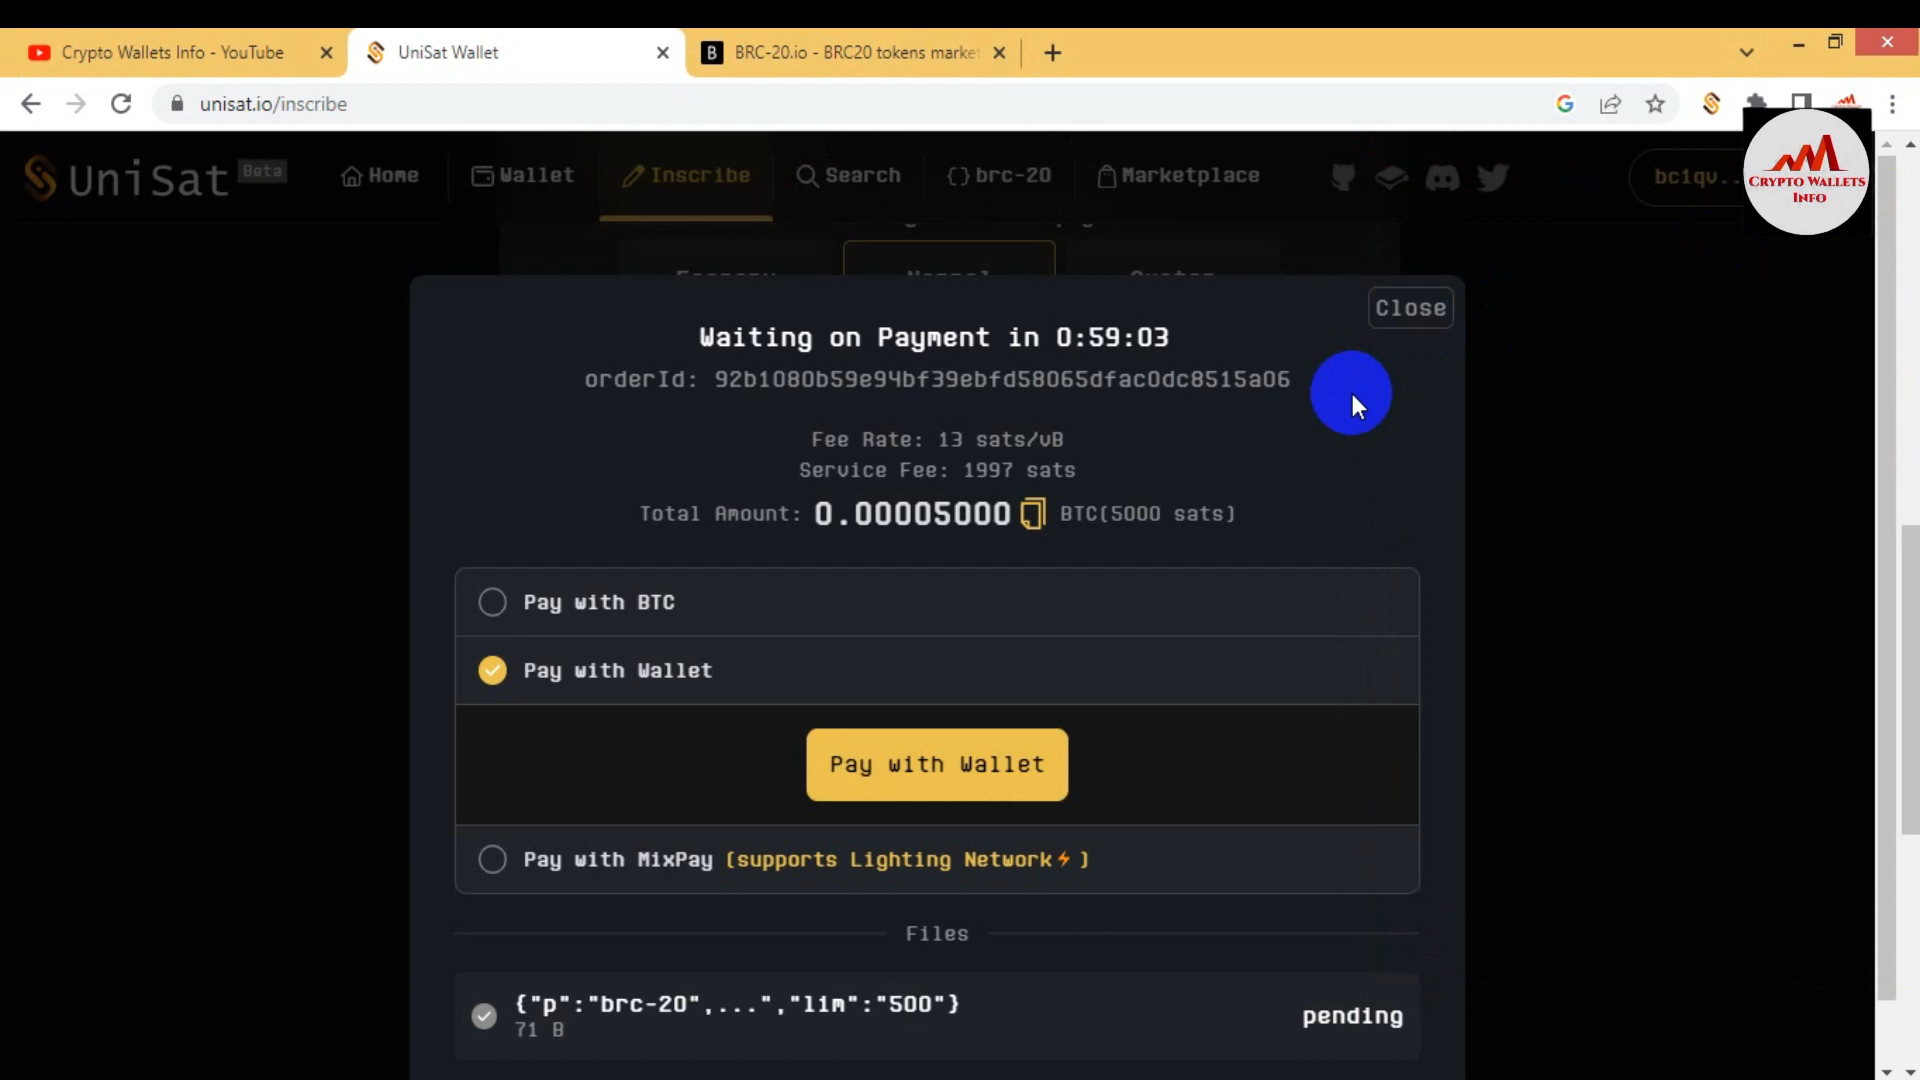 Crypto Wallets Info - YouTube
UniSat Wallet
BRC-20.io - BRC20 tokens marke
unisat.io/inscribe
UniSat Beta
Home
Wallet
Inscribe
Search
{} brc-20
Marketplace
bc1qv..
CRYPTO WALLETS
INFO
Close
Waiting on Payment in 0:59:03
orderId: 92b1080b59e94bf39ebfd58065dfac0dc8515a06
Fee Rate: 13 sats/vB
Service Fee: 1997 sats
Total Amount: 0.00005000 BTC(5000 sats)
Pay with BTC
Pay with Wallet
Pay with Wallet
Pay with MixPay (supports Lighting Network⚡)
Files
{"p":"brc-20",...","lim":"500"}
71 B
pending